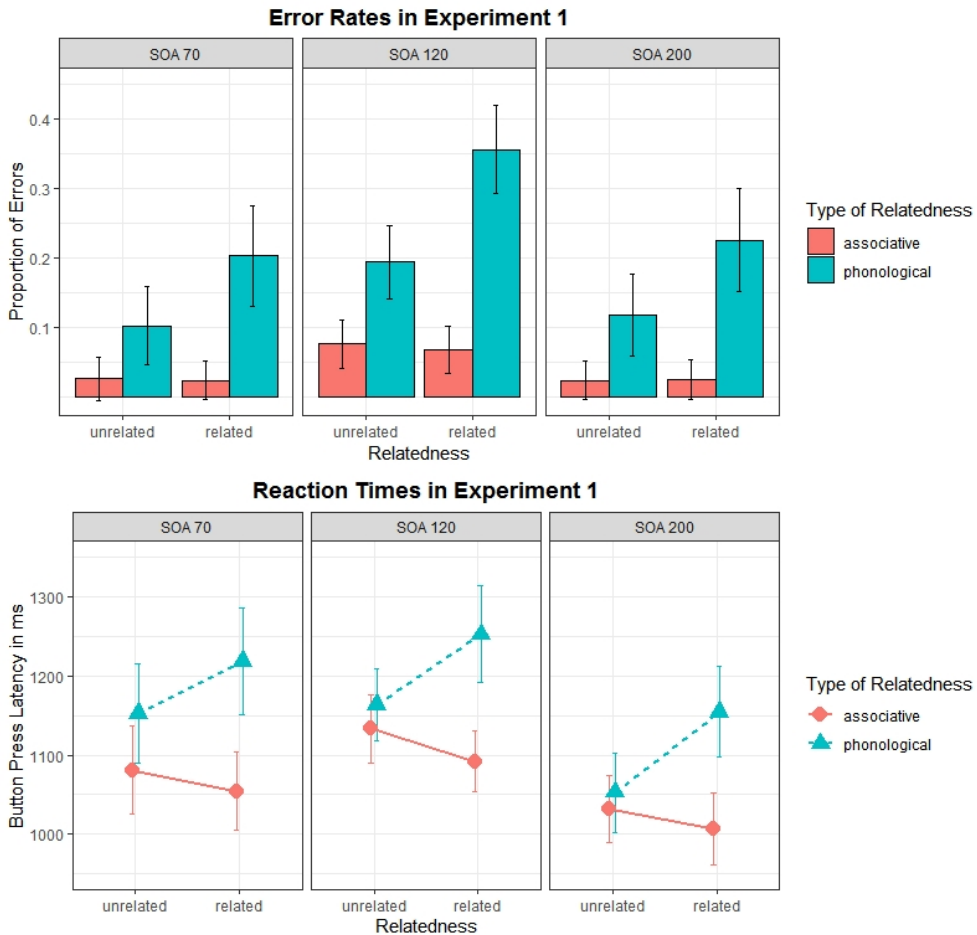 Error Rates in Experiment 1
SOA 70 SOA 120 SOA 200
Proportion of Errors
0.4
0.3
0.2
0.1
unrelated related unrelated related unrelated related
Relatedness
Type of Relatedness
associative
phonological
Reaction Times in Experiment 1
SOA 70 SOA 120 SOA 200
Button Press Latency in ms
1300
1200
1100
1000
unrelated related unrelated related unrelated related
Relatedness
Type of Relatedness
associative
phonological